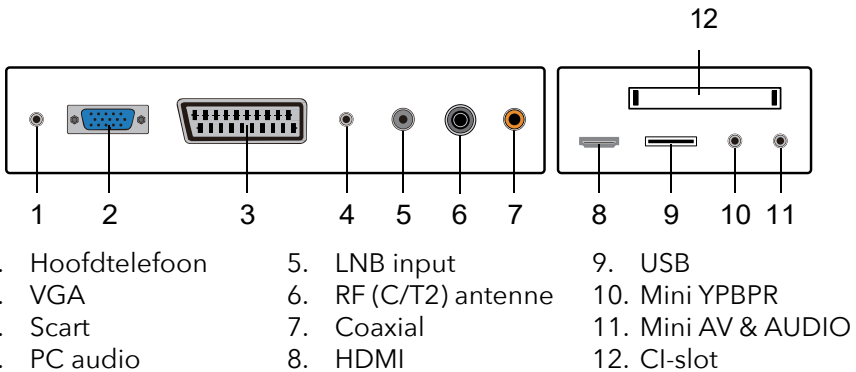 12
1 2 3 4 5 6 7 8 9 10 11
. Hoofdtelefoon
. VGA
. Scart
. PC audio
5. LNB input
6. RF (C/T2) antenne
7. Coaxial
8. HDMI
9. USB
10. Mini YPBPR
11. Mini AV & AUDIO
12. CI-slot